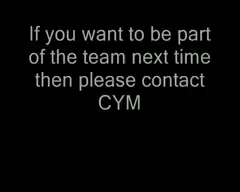 If you want to be part
of the team next time
then please contact
CYM